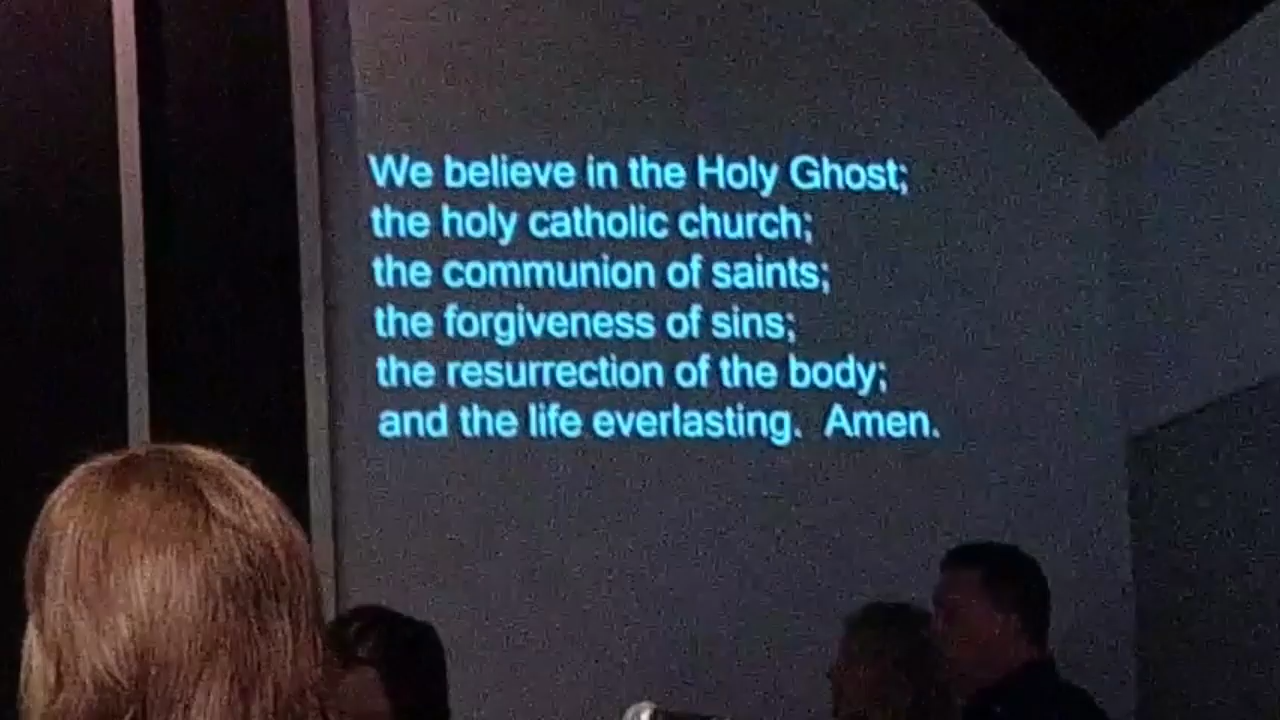 We believe in the Holy Ghost;
the holy catholic church;
the communion of saints;
the forgiveness of sins;
the resurrection of the body;
and the life everlasting.  Amen.